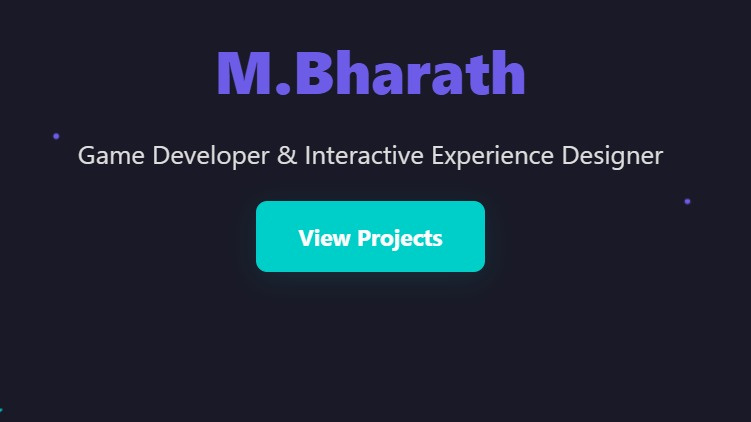 M.Bharath
Game Developer & Interactive Experience Designer
View Projects